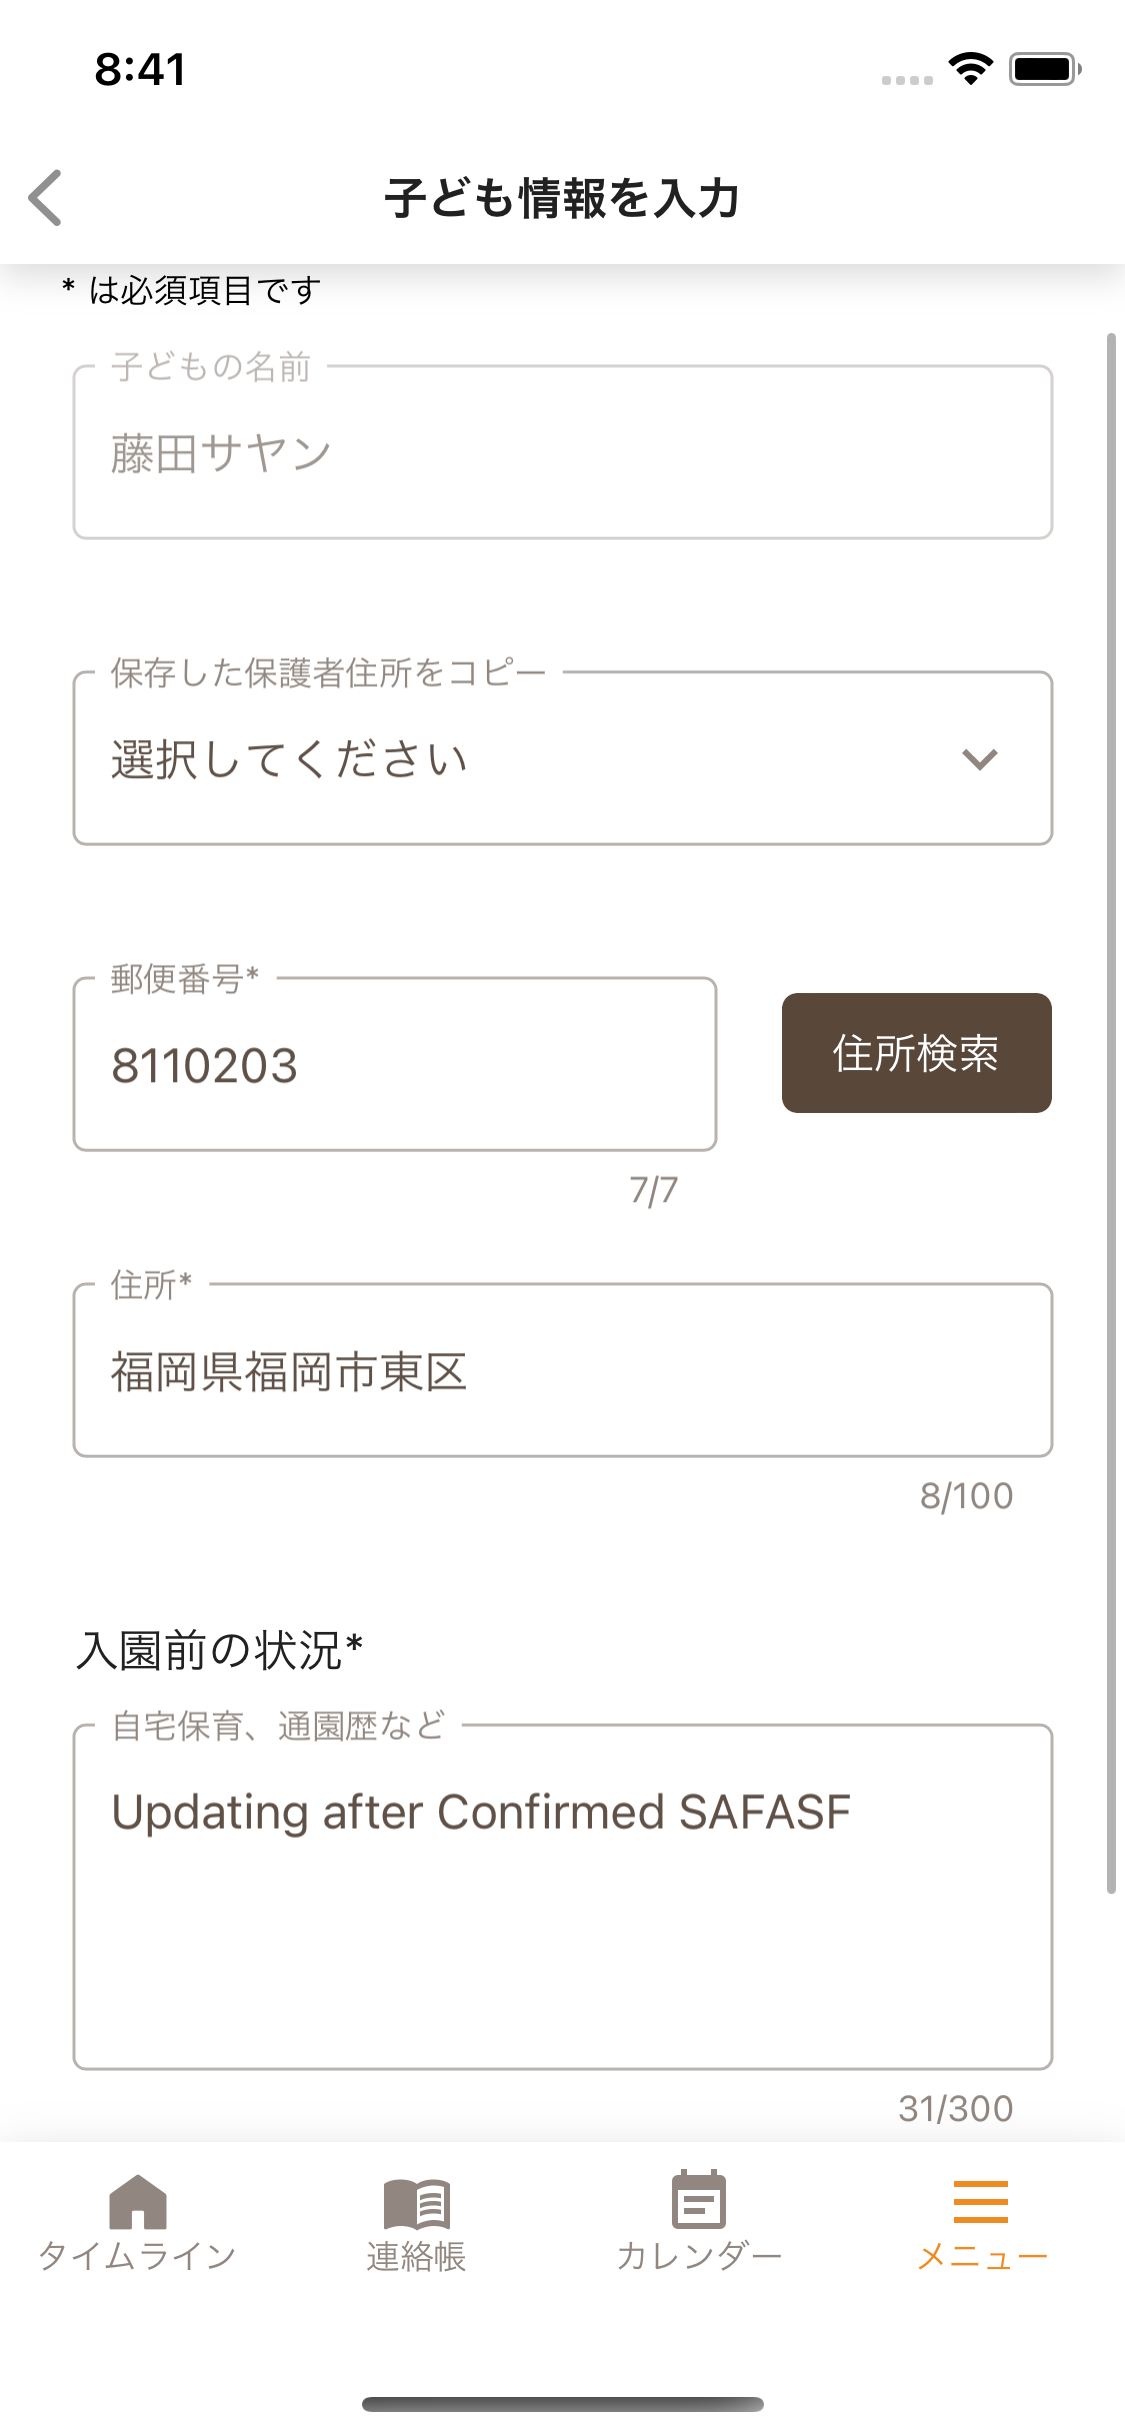 8:41
子ども情報を入力
* は必須項目です
子どもの名前
藤田サヤン
保存した保護者住所をコピー
選択してください
郵便番号*
8110203
住所検索
7/7
住所*
福岡県福岡市東区
8/100
入園前の状況*
自宅保育、通園歴など
Updating after Confirmed SAFASF
31/300
タイムライン
連絡帳
カレンダー
メニュー